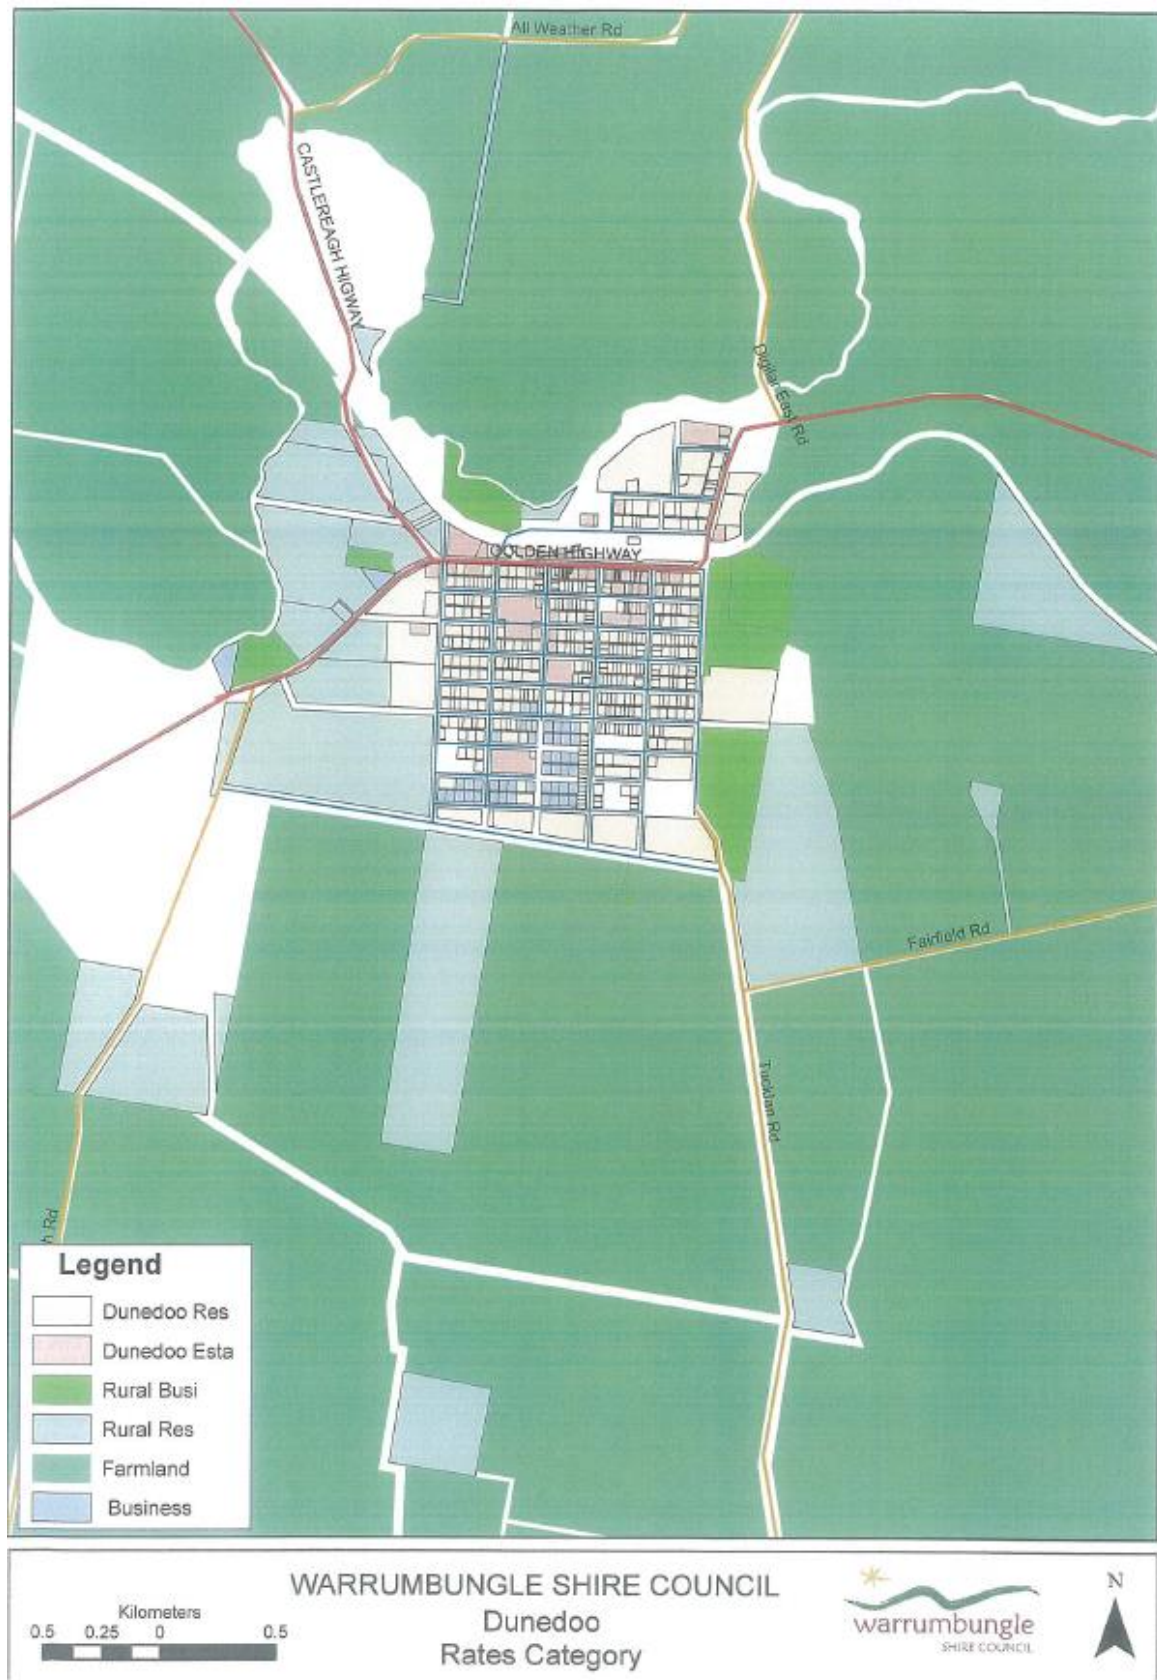 All Weather Rd
CASTLEREAGH HIGWAY
Digilar East Rd
GOLDEN HIGHWAY
Fairfield Rd
Tucklan Rd
h Rd
Legend
Dunedoo Res
Dunedoo Esta
Rural Busi
Rural Res
Farmland
Business
WARRUMBUNGLE SHIRE COUNCIL
Dunedoo
Rates Category
Kilometers
0.5 0.25 0 0.5
warrumbungle
SHIRE COUNCIL
N